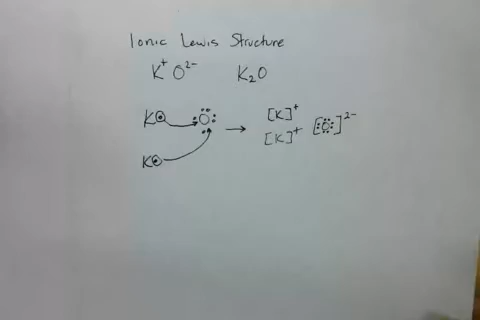 Ionic Lewis Structure
K⁺ O²⁻ K₂O
K O → [K]⁺
[K]⁺ [O]²⁻
K